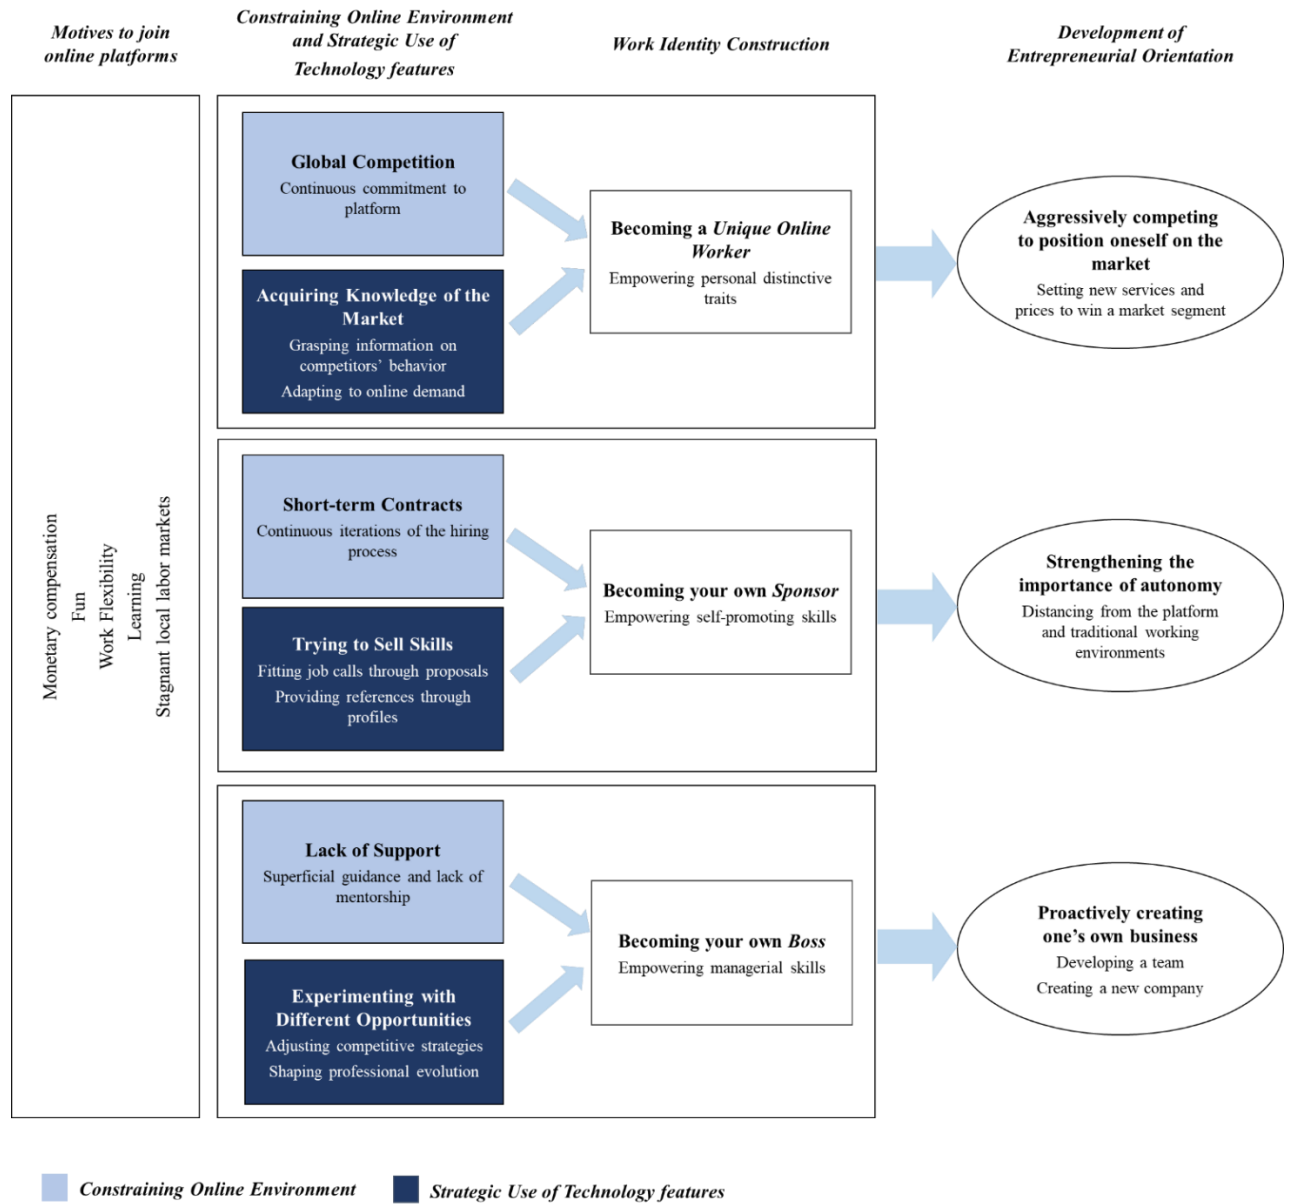 Motives to join
online platforms
Constraining Online Environment
and Strategic Use of
Technology features
Work Identity Construction
Development of
Entrepreneurial Orientation
Monetary compensation
Fun
Work Flexibility
Learning
Stagnant local labor markets
Global Competition
Continuous commitment to
platform
Acquiring Knowledge of the
Market
Grasping information on
competitors' behavior
Adapting to online demand
Becoming a Unique Online
Worker
Empowering personal distinctive
traits
Aggressively competing
to position oneself on the
market
Setting new services and
prices to win a market segment
Short-term Contracts
Continuous iterations of the hiring
process
Trying to Sell Skills
Fitting job calls through proposals
Providing references through
profiles
Becoming your own Sponsor
Empowering self-promoting skills
Strengthening the
importance of autonomy
Distancing from the platform
and traditional working
environments
Lack of Support
Superficial guidance and lack of
mentorship
Experimenting with
Different Opportunities
Adjusting competitive strategies
Shaping professional evolution
Becoming your own Boss
Empowering managerial skills
Proactively creating
one's own business
Developing a team
Creating a new company
Constraining Online Environment
Strategic Use of Technology features